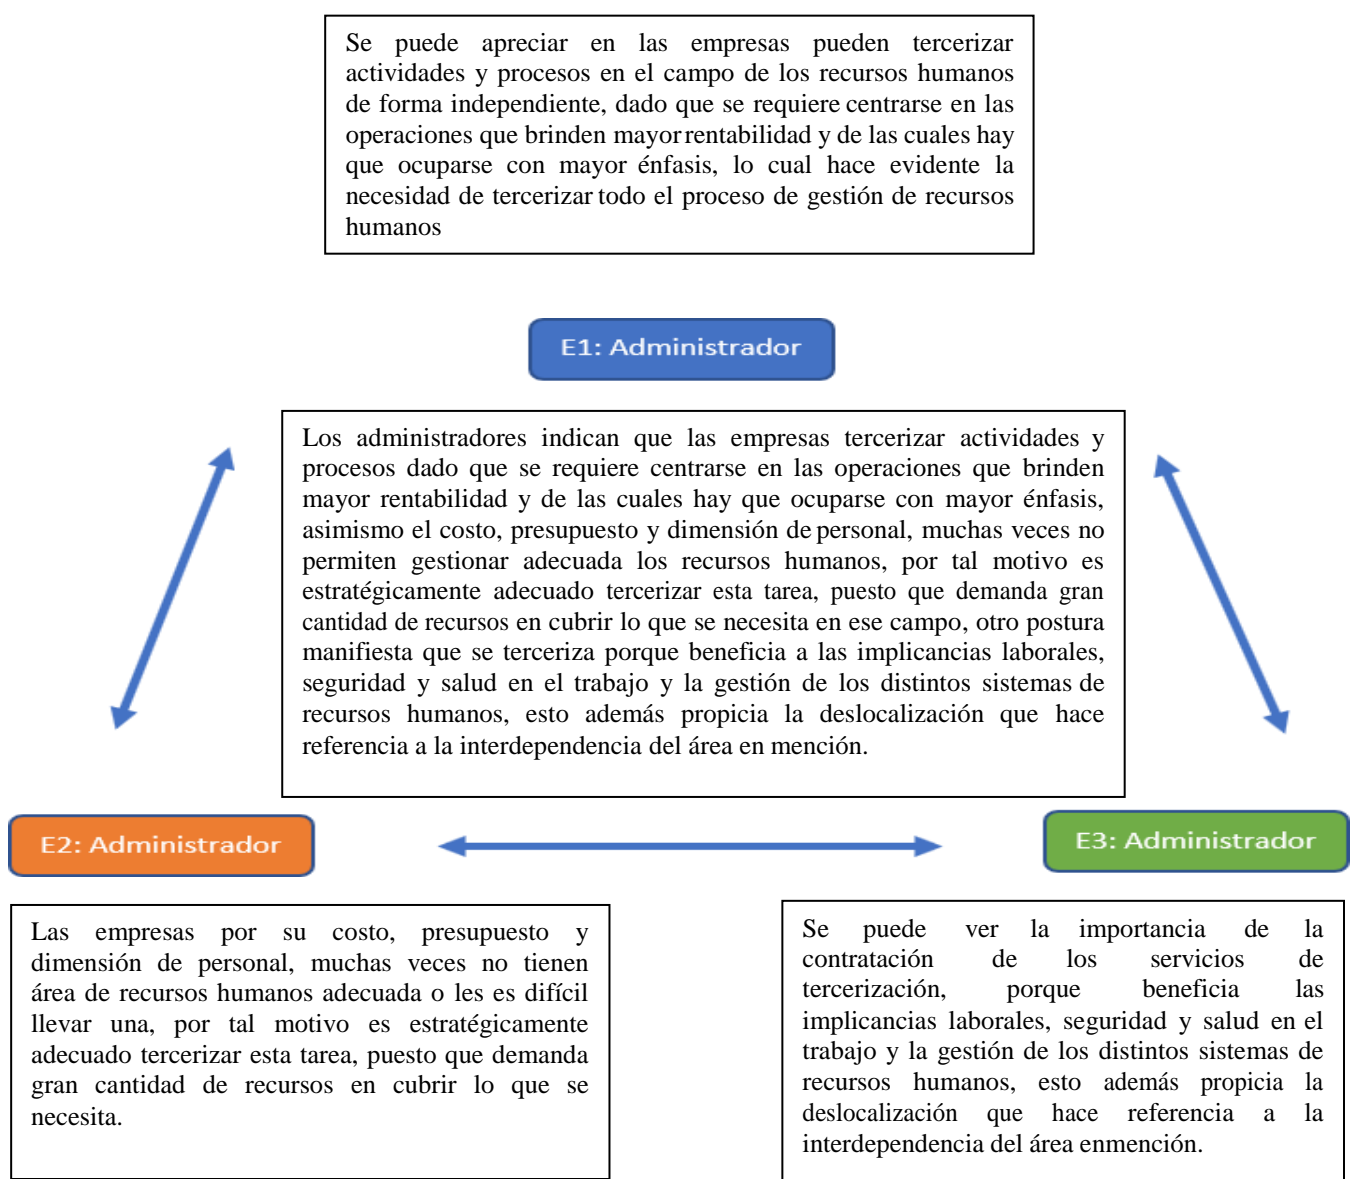 Se puede apreciar en las empresas pueden tercerizar
actividades y procesos en el campo de los recursos humanos
de forma independiente, dado que se requiere centrarse en las
operaciones que brinden mayor rentabilidad y de las cuales hay
que ocuparse con mayor énfasis, lo cual hace evidente la
necesidad de tercerizar todo el proceso de gestión de recursos
humanos
E1: Administrador
Los administradores indican que las empresas tercerizar actividades y
procesos dado que se requiere centrarse en las operaciones que brinden
mayor rentabilidad y de las cuales hay que ocuparse con mayor énfasis,
asimismo el costo, presupuesto y dimensión de personal, muchas veces no
permiten gestionar adecuada los recursos humanos, por tal motivo es
estratégicamente adecuado tercerizar esta tarea, puesto que demanda gran
cantidad de recursos en cubrir lo que se necesita en ese campo, otro postura
manifiesta que se terceriza porque beneficia a las implicancias laborales,
seguridad y salud en el trabajo y la gestión de los distintos sistemas de
recursos humanos, esto además propicia la deslocalización que hace
referencia a la interdependencia del área en mención.
E2: Administrador
E3: Administrador
Las empresas por su costo, presupuesto y
dimensión de personal, muchas veces no tienen
área de recursos humanos adecuada o les es difícil
llevar una, por tal motivo es estratégicamente
adecuado tercerizar esta tarea, puesto que demanda
gran cantidad de recursos en cubrir lo que se
necesita.
Se puede ver la importancia de la
contratación de los servicios de
tercerización, porque beneficia las
implicancias laborales, seguridad y salud en el
trabajo y la gestión de los distintos sistemas de
recursos humanos, esto además propicia la
deslocalización que hace referencia a la
interdependencia del área enmención.